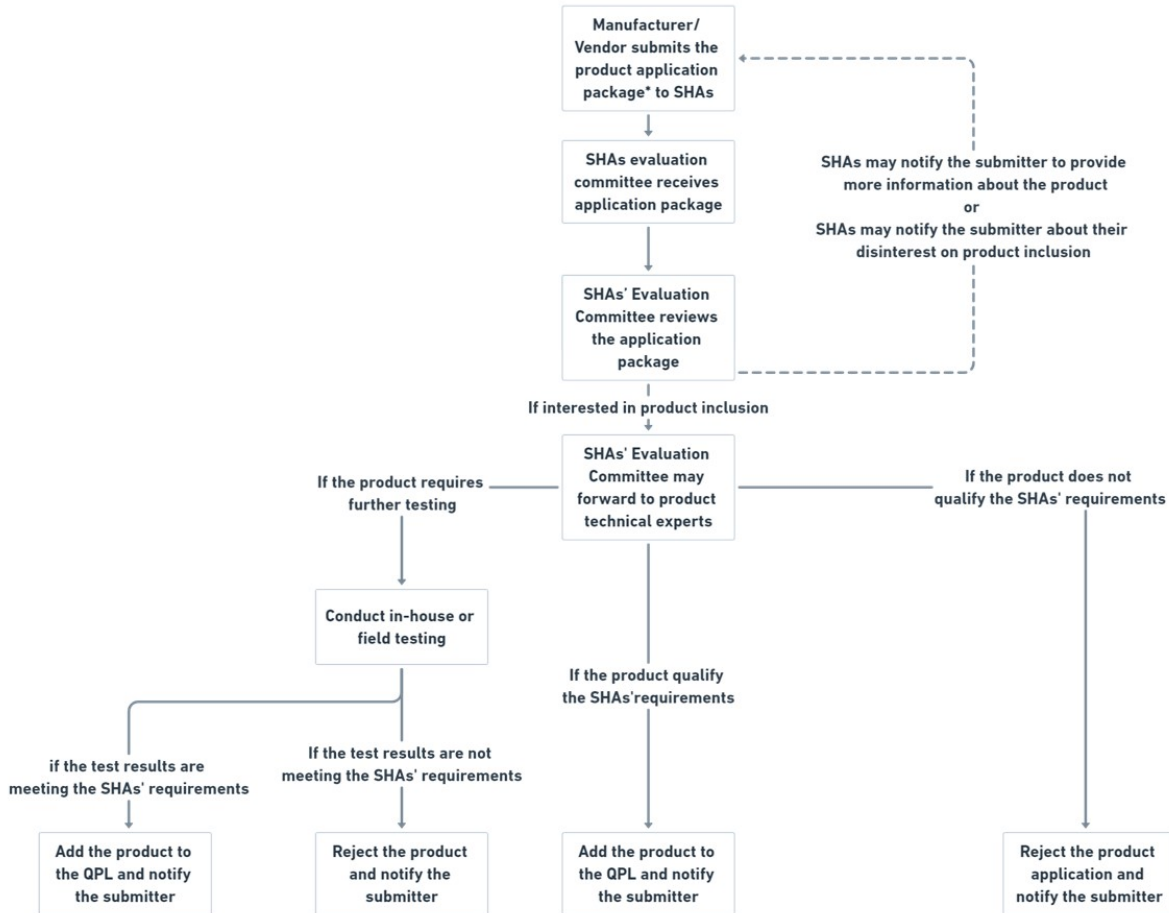 Manufacturer/
Vendor submits the
product application
package* to SHAs
SHAs evaluation
committee receives
application package
SHAs may notify the submitter to provide
more information about the product
or
SHAs may notify the submitter about their
disinterest on product inclusion
SHAs' Evaluation
Committee reviews
the application
package
If interested in product inclusion
SHAs' Evaluation
Committee may
forward to product
technical experts
If the product requires
further testing
If the product does not
qualify the SHAs' requirements
Conduct in-house or
field testing
If the product qualify
the SHAs'requirements
if the test results are
meeting the SHAs' requirements
If the test results are not
meeting the SHAs' requirements
Add the product to
the QPL and notify
the submitter
Reject the product
and notify the
submitter
Add the product to
the QPL and notify
the submitter
Reject the product
application and
notify the submitter